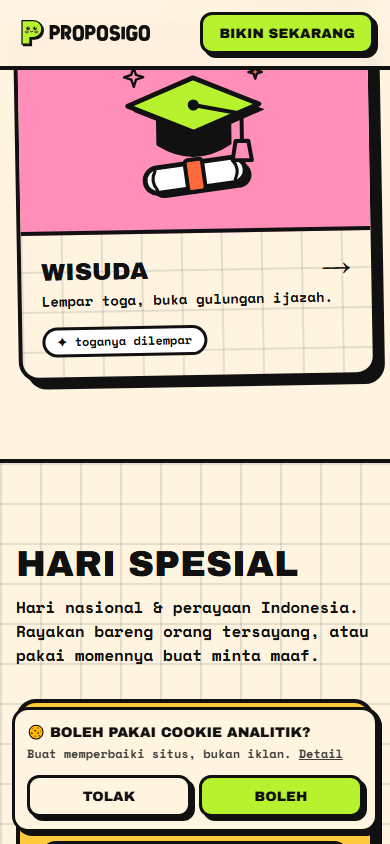 PROPOSIGO
BIKIN SEKARANG
WISUDA →
Lempar toga, buka gulungan ijazah.
✦ toganya dilempar
HARI SPESIAL
Hari nasional & perayaan Indonesia.
Rayakan bareng orang tersayang, atau
pakai momennya buat minta maaf.
🍪 BOLEH PAKAI COOKIE ANALITIK?
Buat memperbaiki situs, bukan iklan. Detail
TOLAK
BOLEH